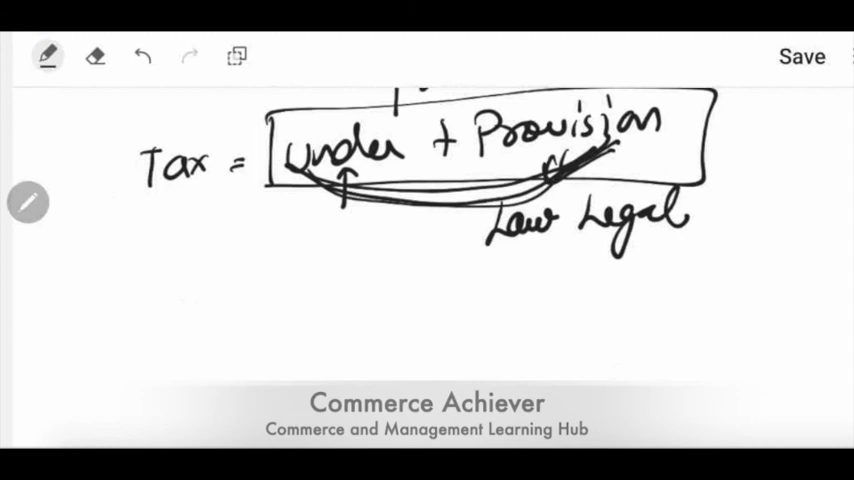 Save
Tax = under + Provision
Law Legal
Commerce Achiever
Commerce and Management Learning Hub